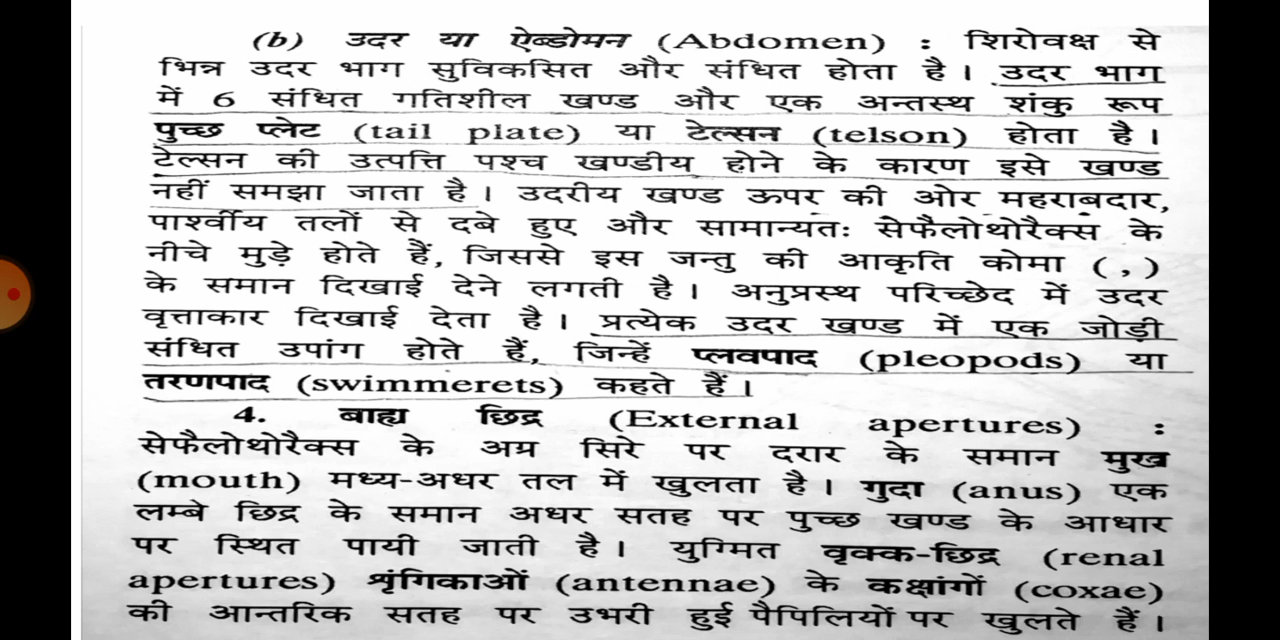 (b) उदर या ऐब्डोमन (Abdomen) : शिरोवक्ष से
भिन्न उदर भाग सुविकसित और संधित होता है। उदर भाग
में 6 संधित गतिशील खण्ड और एक अन्तस्थ शंकु रूप
पुच्छ प्लेट (tail plate) या टेल्सन (telson) होता है।
टेल्सन की उत्पत्ति पश्च खण्डीय होने के कारण इसे खण्ड
नहीं समझा जाता है। उदरीय खण्ड ऊपर की ओर महराबदार,
पार्श्वीय तलों से दबे हुए और सामान्यतः सेफैलोथोरैक्स के
नीचे मुड़े होते हैं, जिससे इस जन्तु की आकृति कोमा (,)
के समान दिखाई देने लगती है। अनुप्रस्थ परिच्छेद में उदर
वृत्ताकार दिखाई देता है। प्रत्येक उदर खण्ड में एक जोड़ी
संधित उपांग होते हैं, जिन्हें प्लवपाद (pleopods) या
तरणपाद (swimmerets) कहते हैं।
4. बाह्य छिद्र (External apertures) :
सेफैलोथोरैक्स के अग्र सिरे पर दरार के समान मुख
(mouth) मध्य-अधर तल में खुलता है। गुदा (anus) एक
लम्बे छिद्र के समान अधर सतह पर पुच्छ खण्ड के आधार
पर स्थित पायी जाती है। युग्मित वृक्क-छिद्र (renal
apertures) श्रृंगिकाओं (antennae) के कक्षांगों (coxae)
की आन्तरिक सतह पर उभरी हुई पैपिलियों पर खुलते हैं।